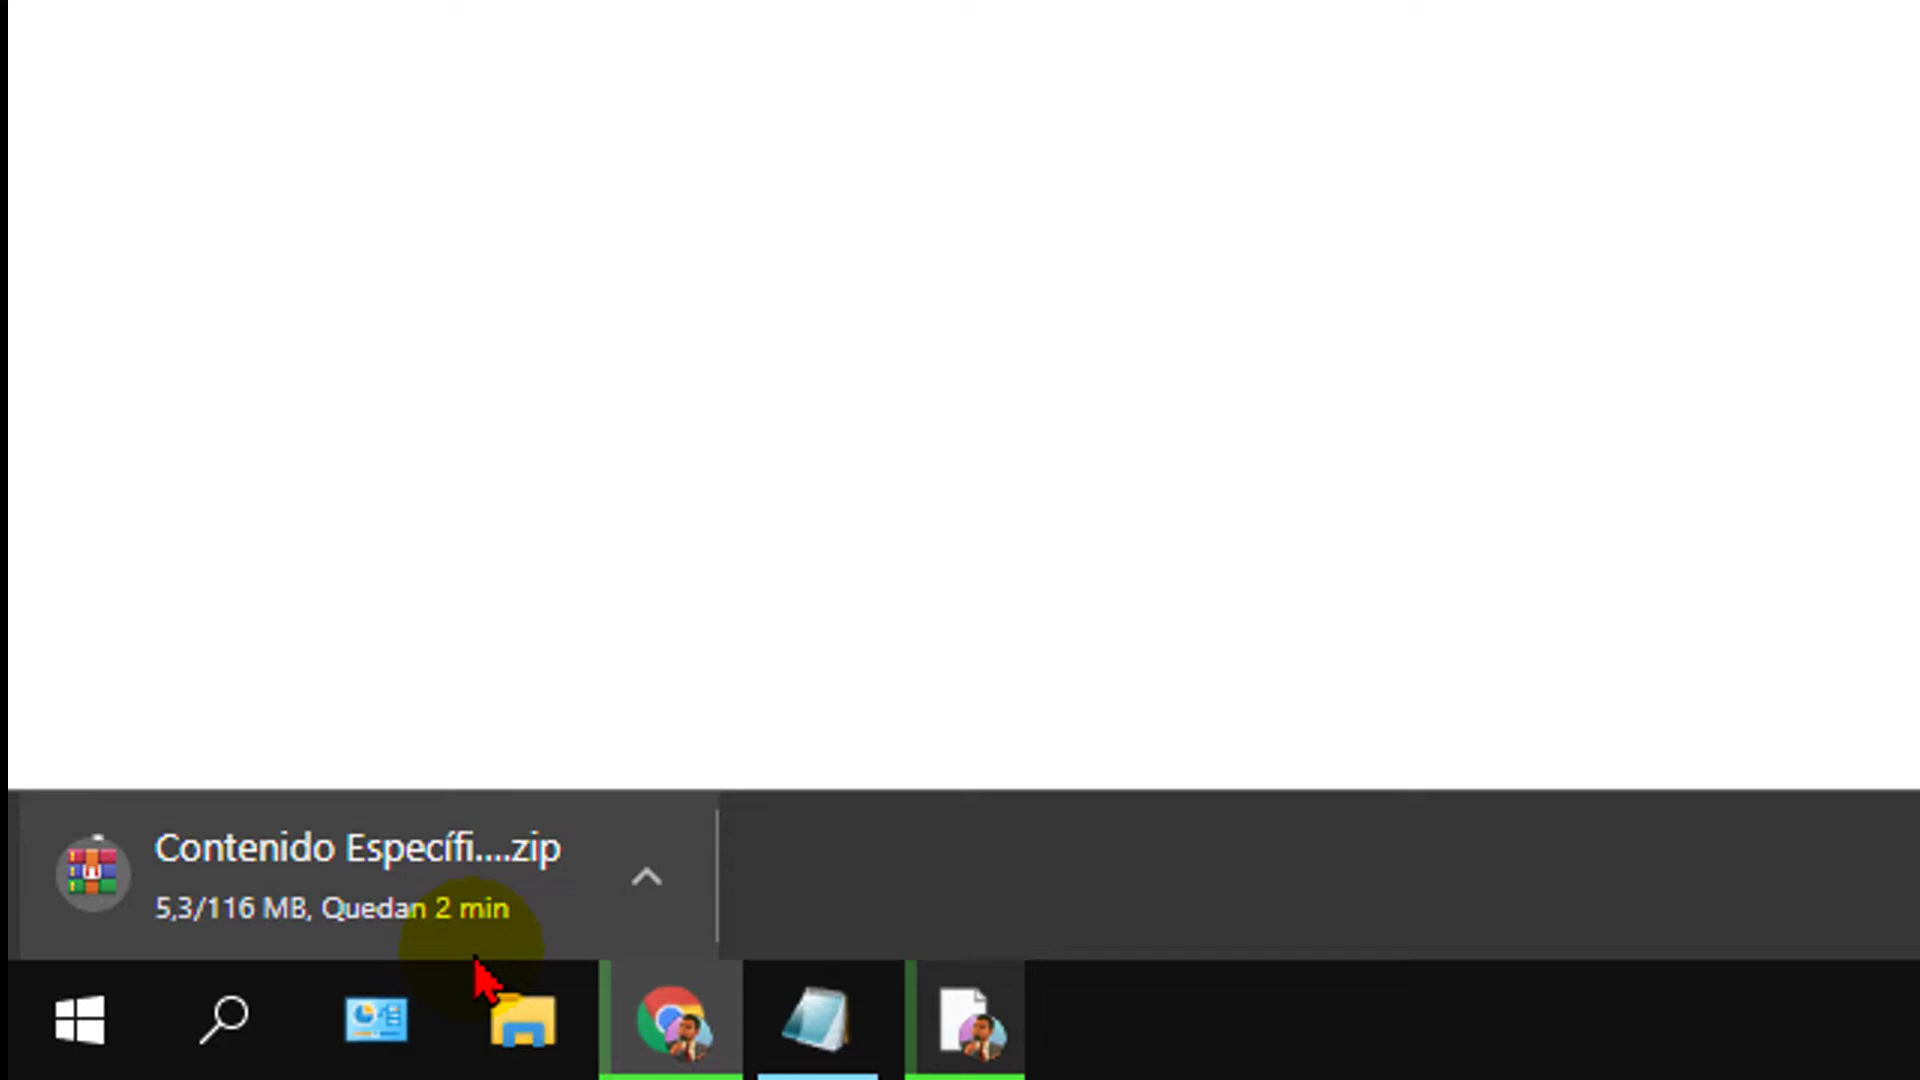 Contenido Específi....zip
5,3/116 MB, Quedan 2 min